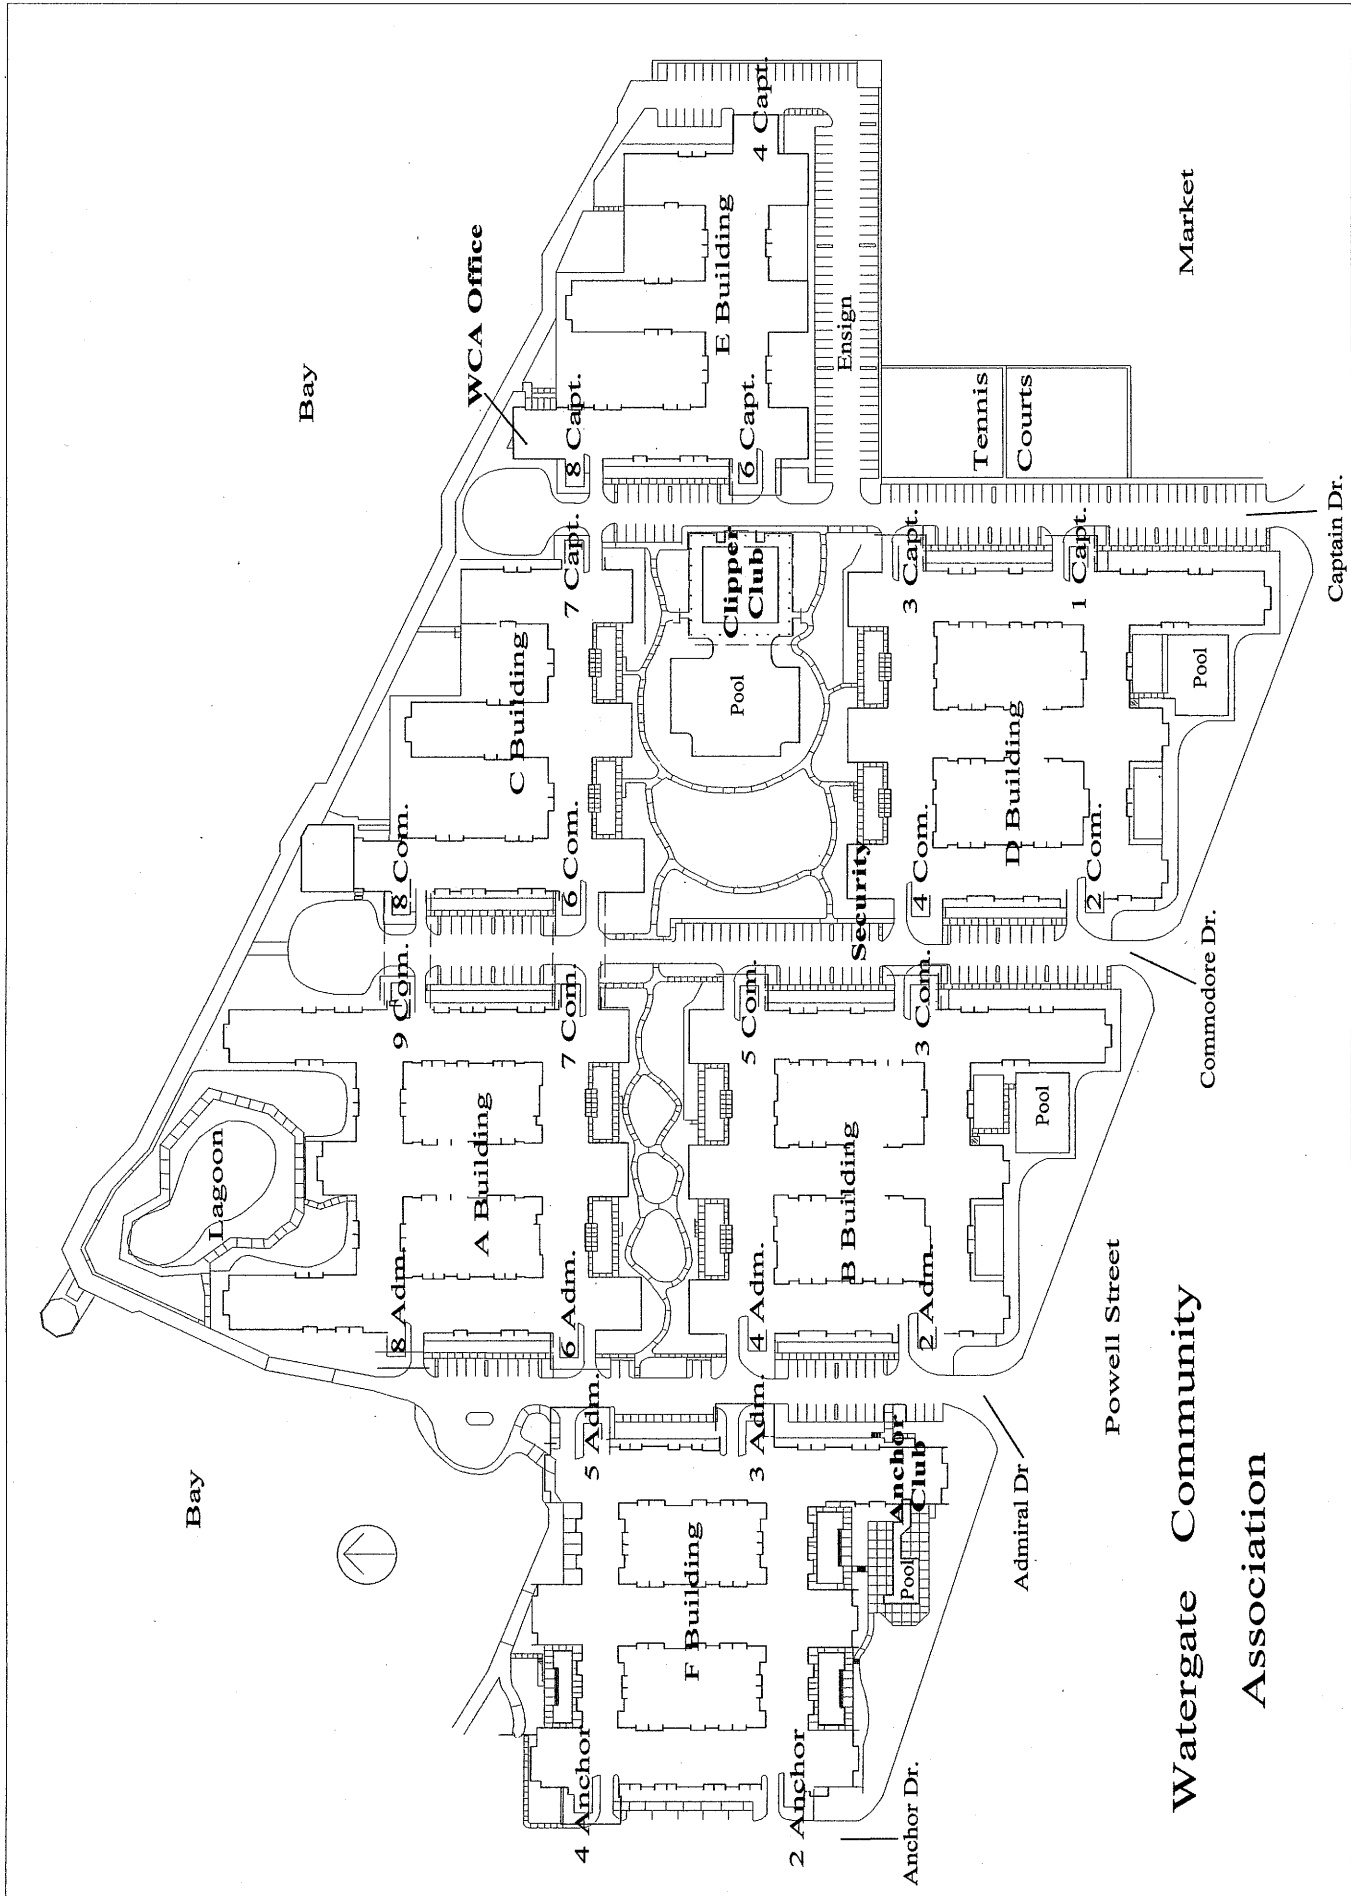 Bay
Bay
WCA Office
4 Capt.
E Building
Ensign
Market
8 Capt.
6 Capt.
Tennis
Courts
7 Capt.
Clipper
Club
3 Capt.
1 Capt.
Captain Dr.
C Building
Pool
D Building
Pool
8 Com.
6 Com.
Security
4 Com.
2 Com.
9 Com.
7 Com.
5 Com.
3 Com.
Commodore Dr.
Lagoon
A Building
B Building
Pool
8 Adm.
6 Adm.
4 Adm.
2 Adm.
5 Adm.
3 Adm.
Anchor
Club
Pool
Admiral Dr
Powell Street
F Building
4 Anchor
2 Anchor
Anchor Dr.
Watergate Community
Association